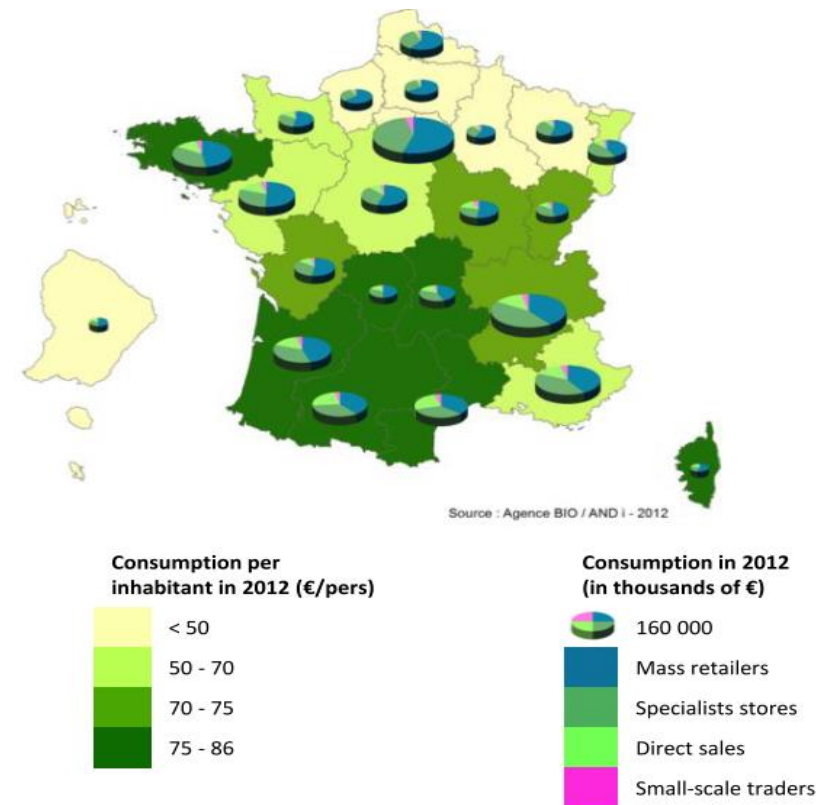 Source : Agence BIO / AND i - 2012
Consumption per
inhabitant in 2012 (€/pers)
< 50
50 - 70
70 - 75
75 - 86
Consumption in 2012
(in thousands of €)
160 000
Mass retailers
Specialists stores
Direct sales
Small-scale traders